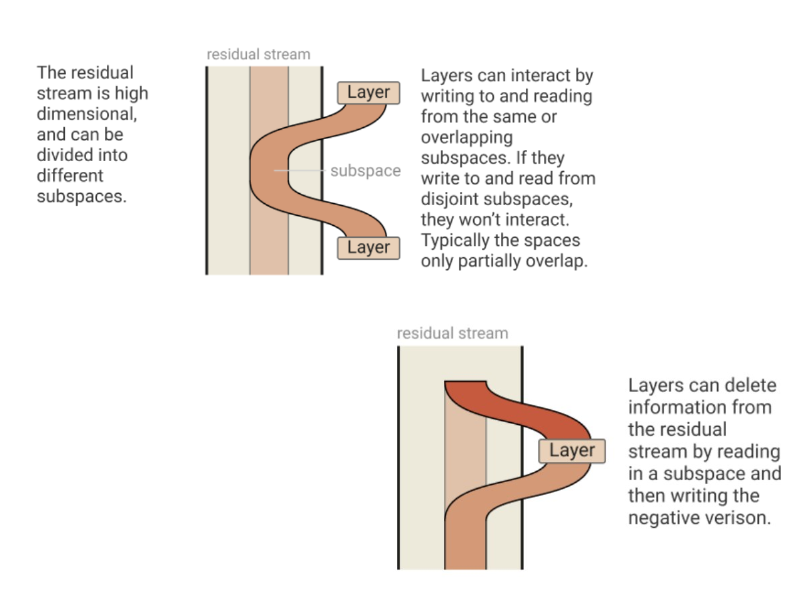 residual stream
The residual
stream is high
dimensional,
and can be
divided into
different
subspaces.
Layer
subspace
Layer
Layers can interact by
writing to and reading
from the same or
overlapping
subspaces. If they
write to and read from
disjoint subspaces,
they won’t interact.
Typically the spaces
only partially overlap.
residual stream
Layer
Layers can delete
information from
the residual
stream by reading
in a subspace and
then writing the
negative verison.